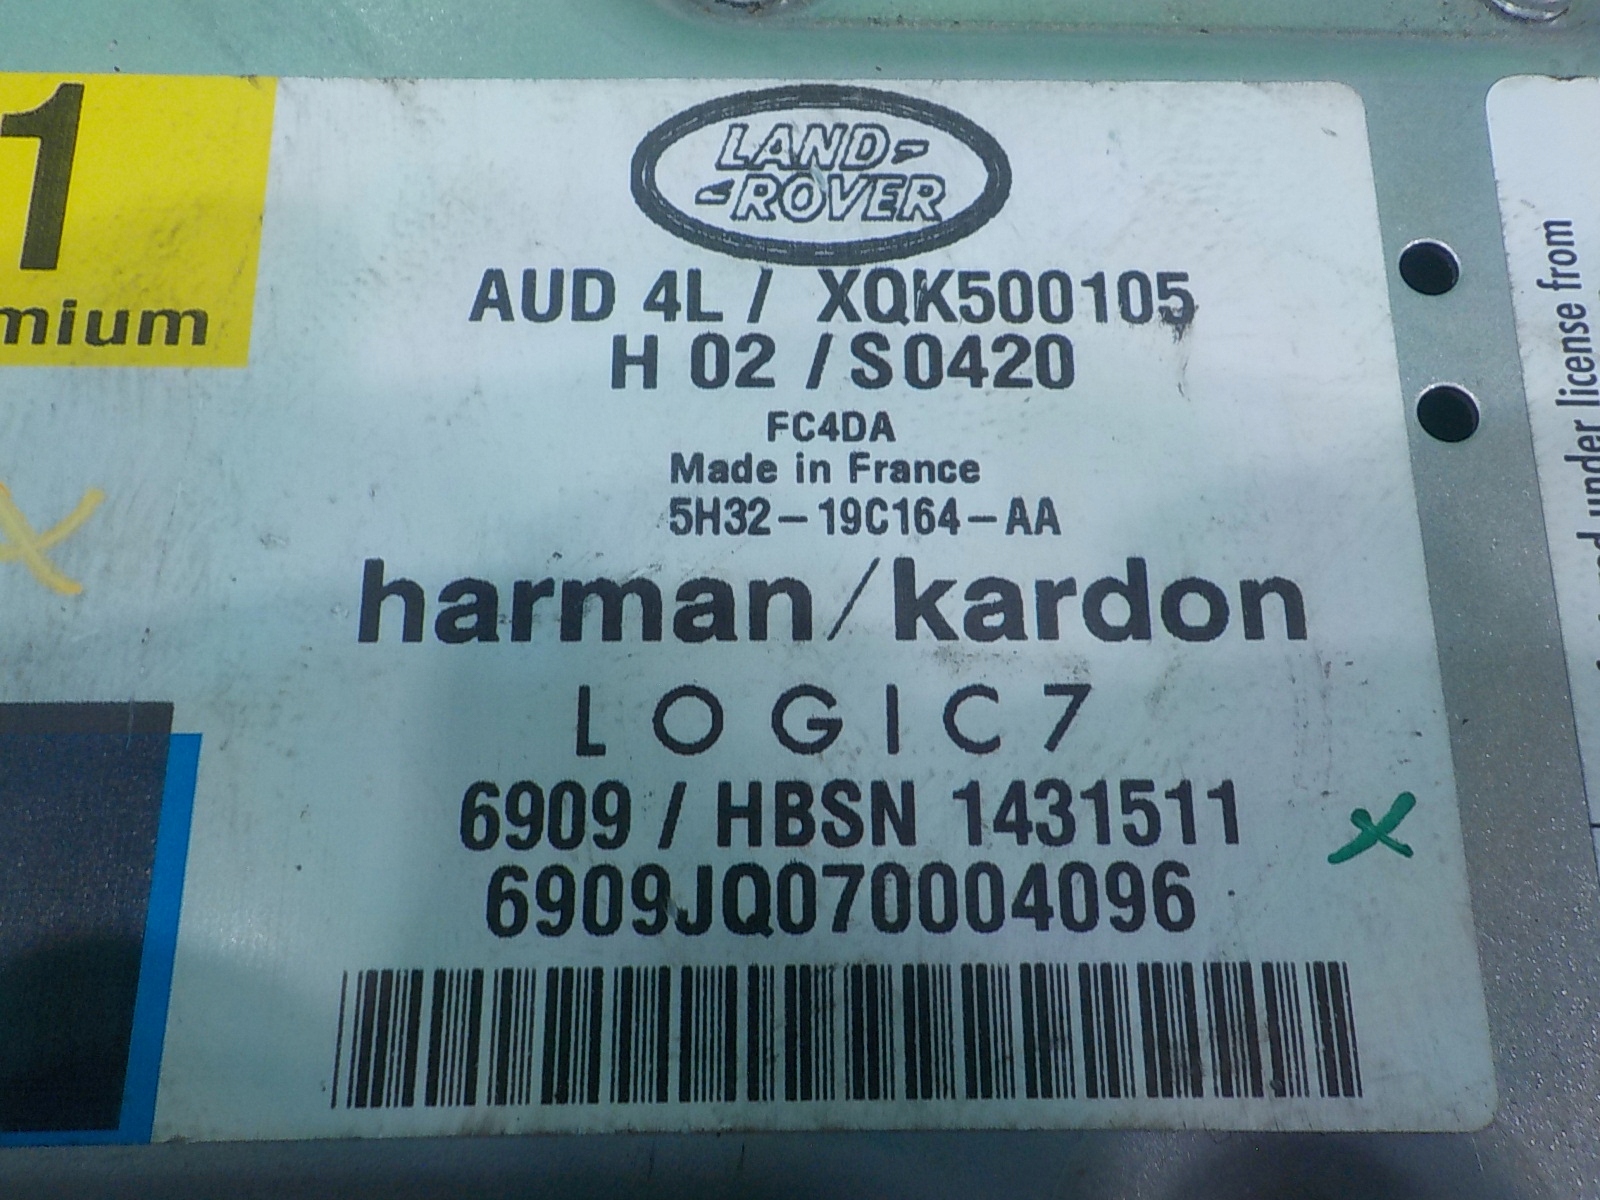 1
mium
LAND-
-ROVER
AUD 4L / XQK500105
H 02 / S0420
FC4DA
Made in France
5H32-19C164-AA
harman/kardon
LOGIC7
6909 / HBSN 1431511
6909JQ070004096
under license from